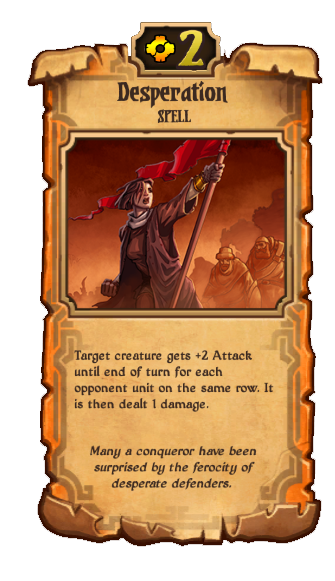 2
Desperation
SPELL
Target creature gets +2 Attack
until end of turn for each
opponent unit on the same row. It
is then dealt 1 damage.
Many a conqueror have been
surprised by the ferocity of
desperate defenders.